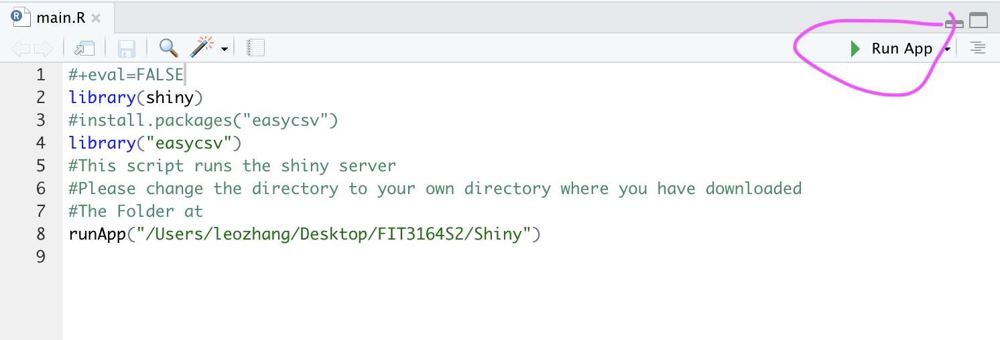 R main.R
Run App
1 #+eval=FALSE
2 library(shiny)
3 #install.packages("easycsv")
4 library("easycsv")
5 #This script runs the shiny server
6 #Please change the directory to your own directory where you have downloaded
7 #The Folder at
8 runApp("/Users/leozhang/Desktop/FIT3164S2/Shiny")
9